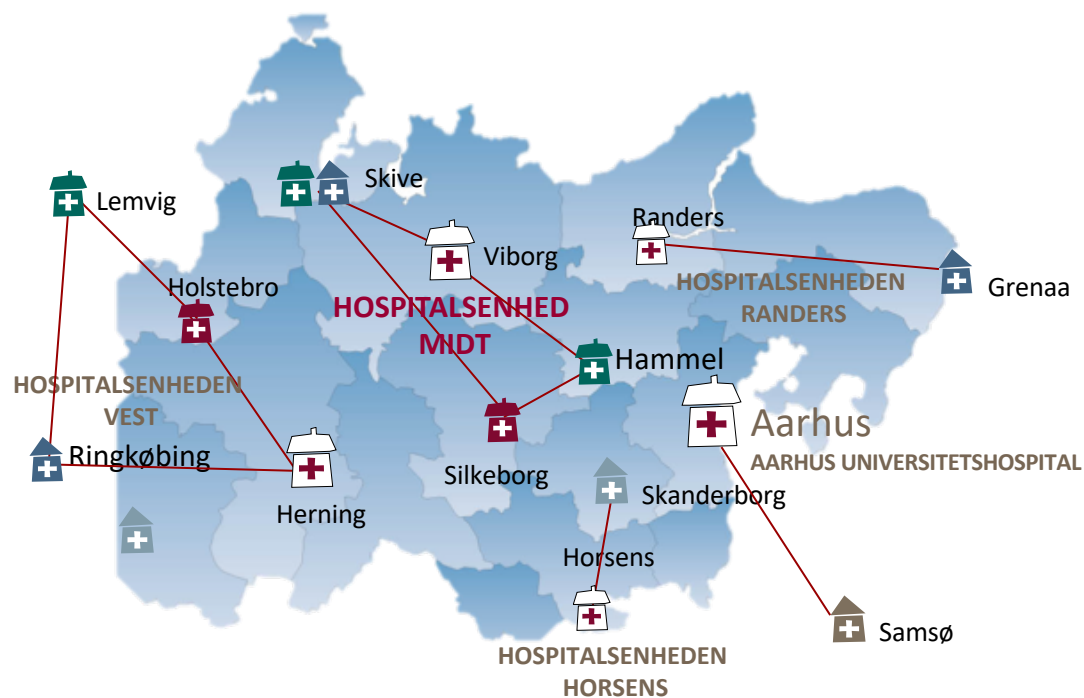 Skive
Lemvig
Randers
Viborg
Holstebro
HOSPITALSENHEDEN
RANDERS
Grenaa
HOSPITALSENHED
MIDT
Hammel
HOSPITALSENHEDEN
VEST
Aarhus
AARHUS UNIVERSITETSHOSPITAL
Ringkøbing
Silkeborg
Skanderborg
Herning
Horsens
Samsø
HOSPITALSENHEDEN
HORSENS